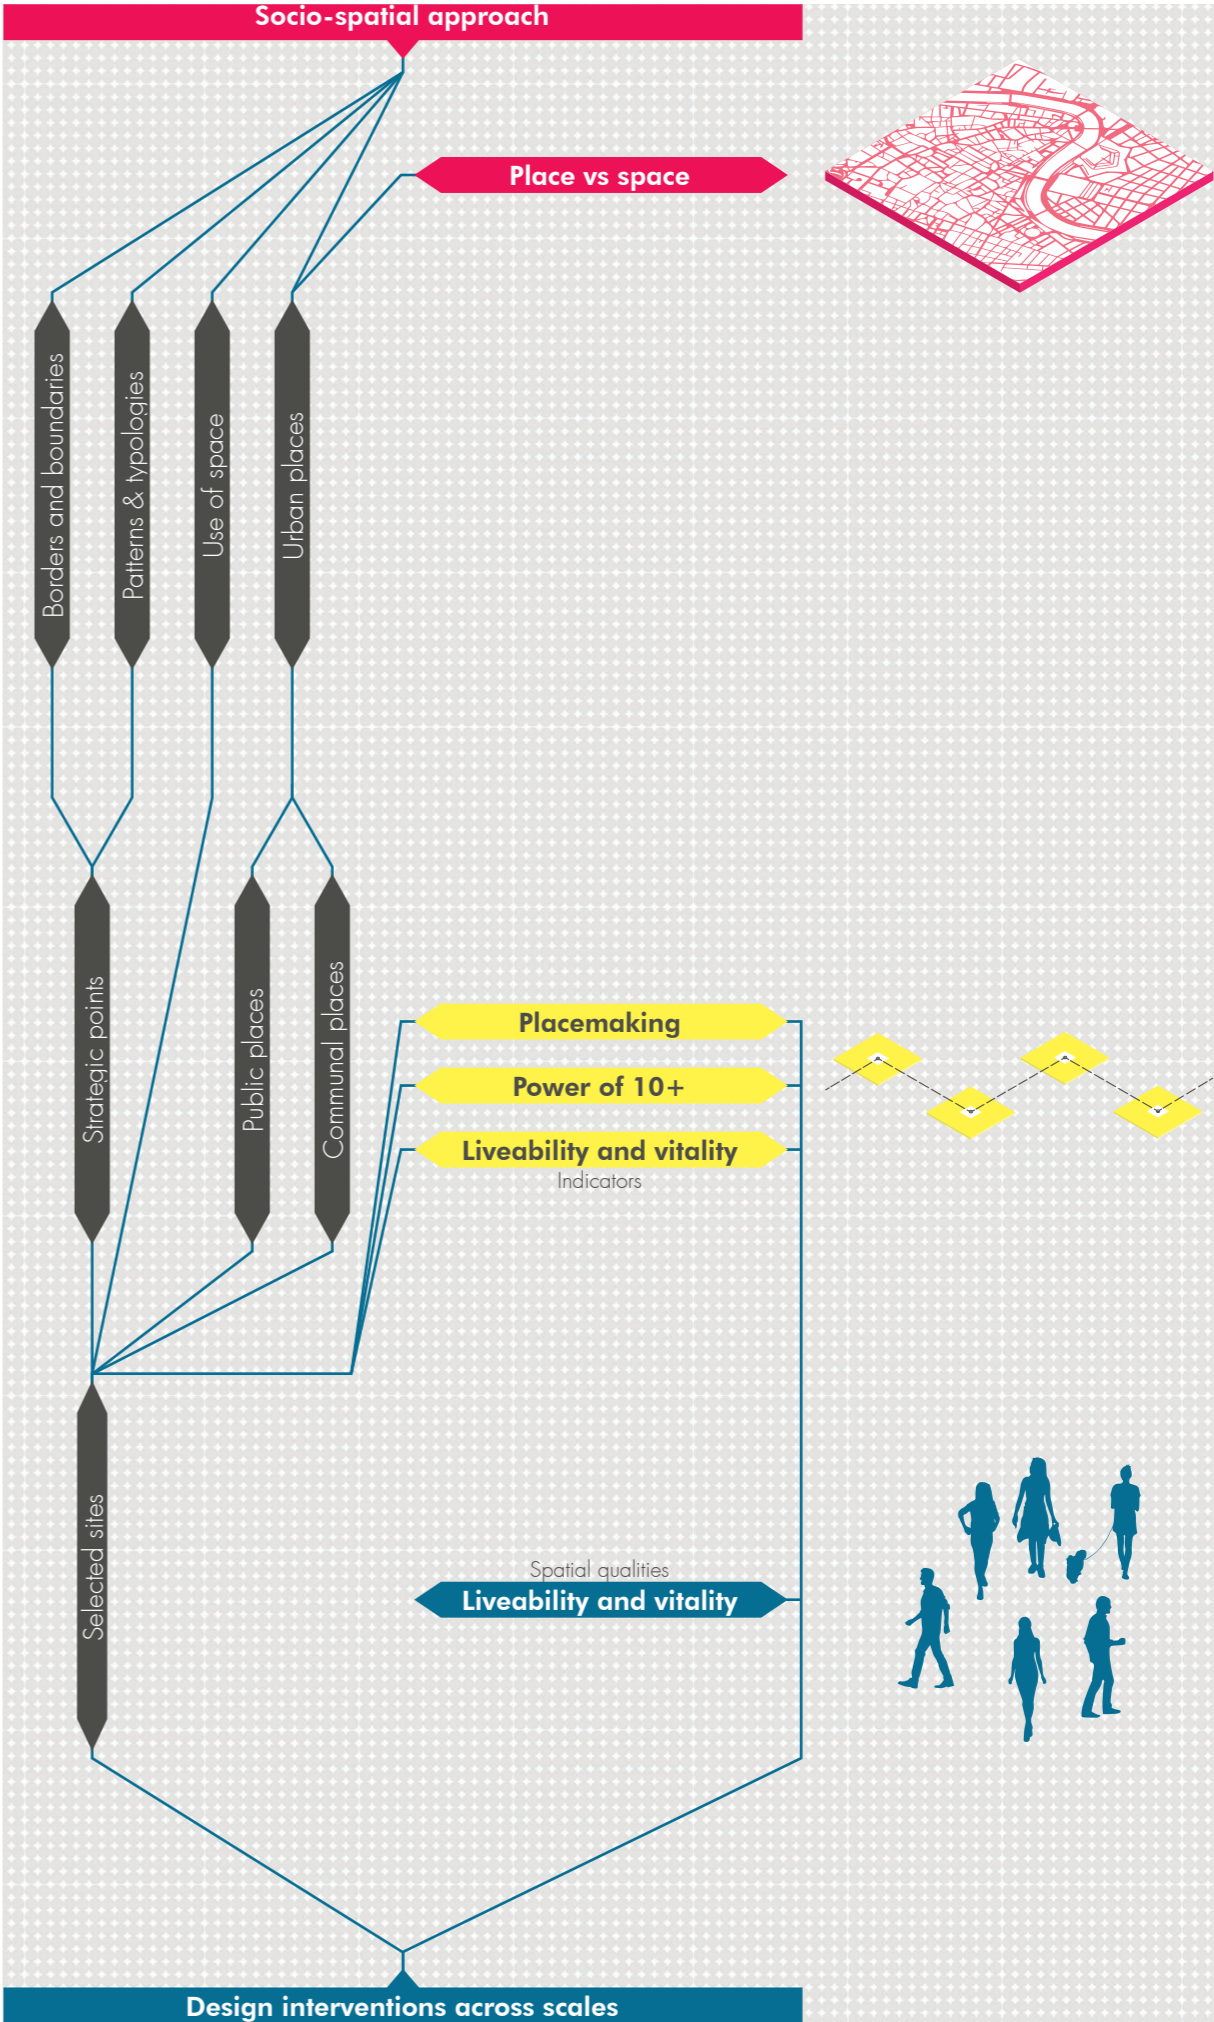 Socio-spatial approach
Place vs space
Borders and boundaries
Patterns & typologies
Use of space
Urban places
Strategic points
Public places
Communal places
Placemaking
Power of 10+
Liveability and vitality
Indicators
Selected sites
Spatial qualities
Liveability and vitality
Design interventions across scales